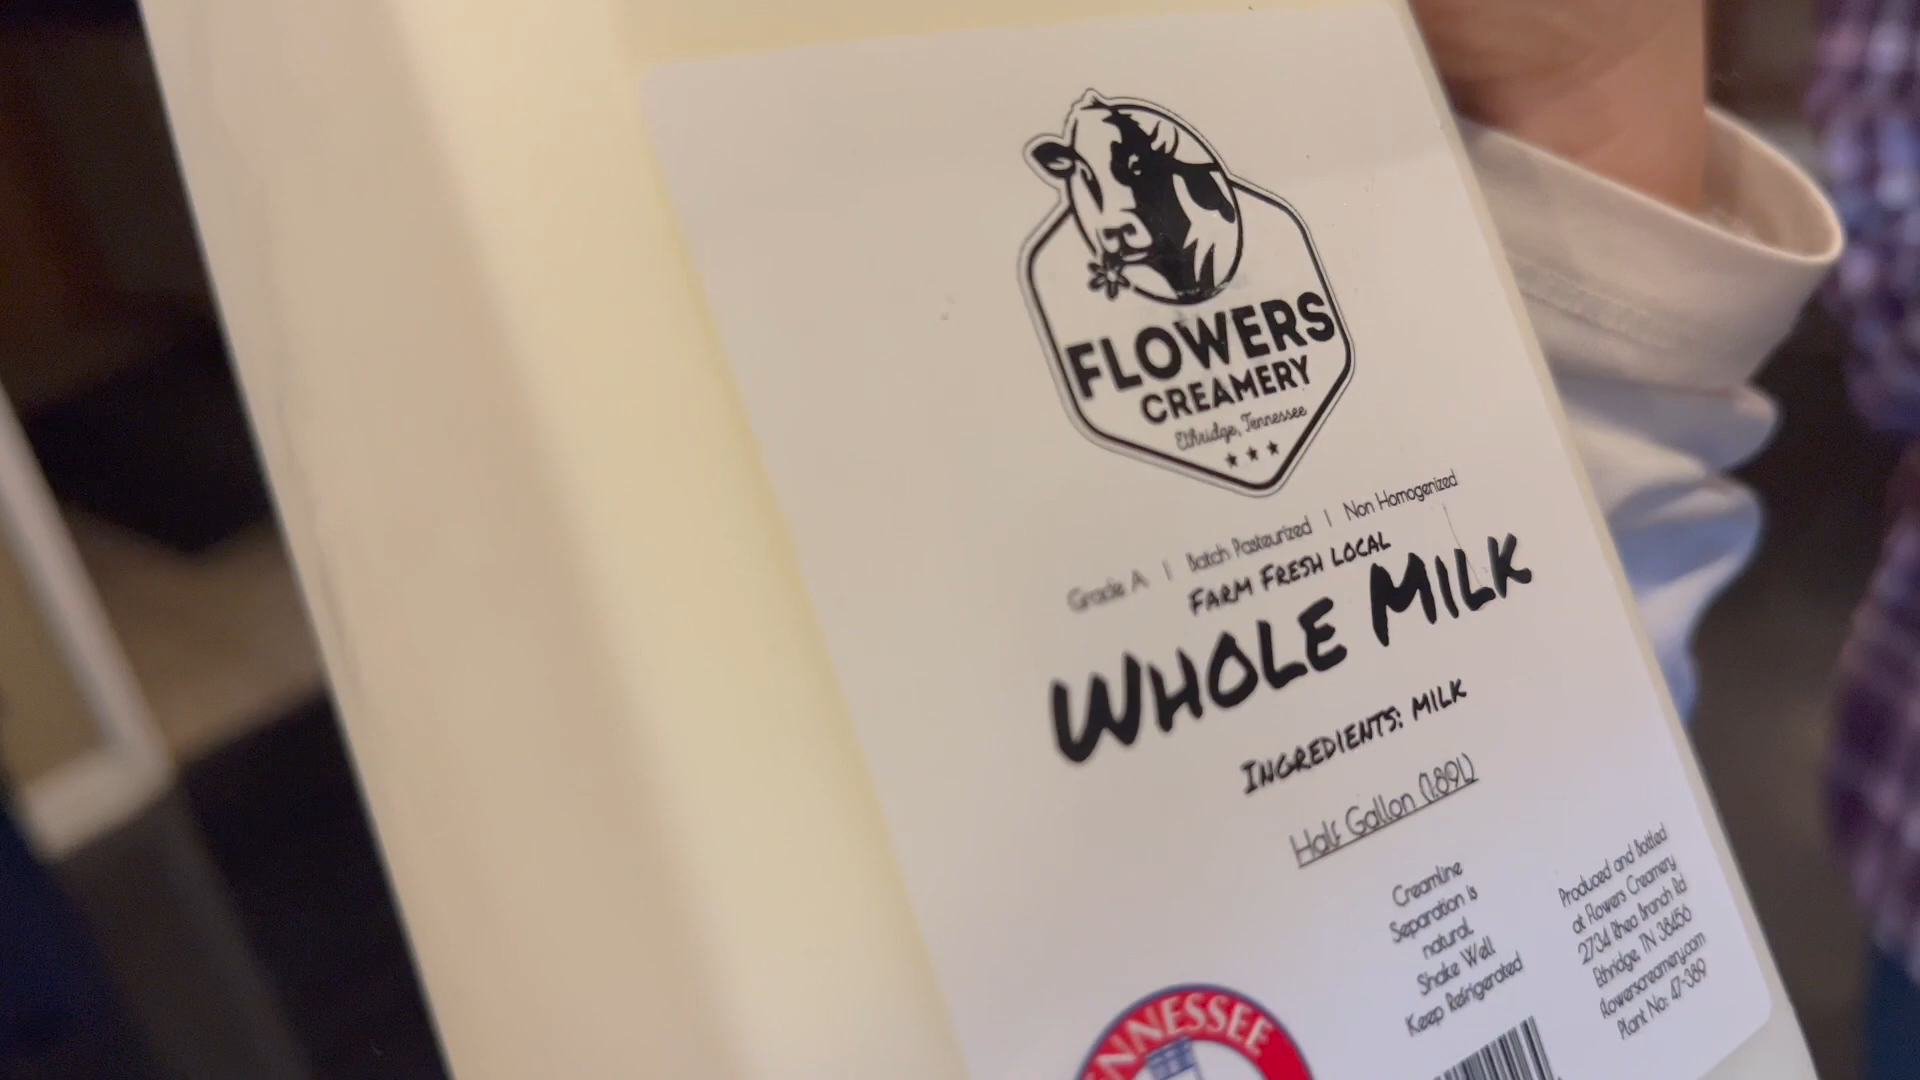 FLOWERS
CREAMERY
Ethridge, Tennessee
Grade A | Batch Pasteurized | Non Homogenized
FARM FRESH LOCAL
WHOLE MILK
INGREDIENTS: MILK
Half Gallon (1.89L)
Creamline
Separation is
natural.
Shake Well
Keep Refrigerated
Produced and Bottled
at Flowers Creamery
2734 Rhea Branch Rd
Ethridge, TN 38456
flowerscreamery.com
Plant No: 47-389
ENNESSEE